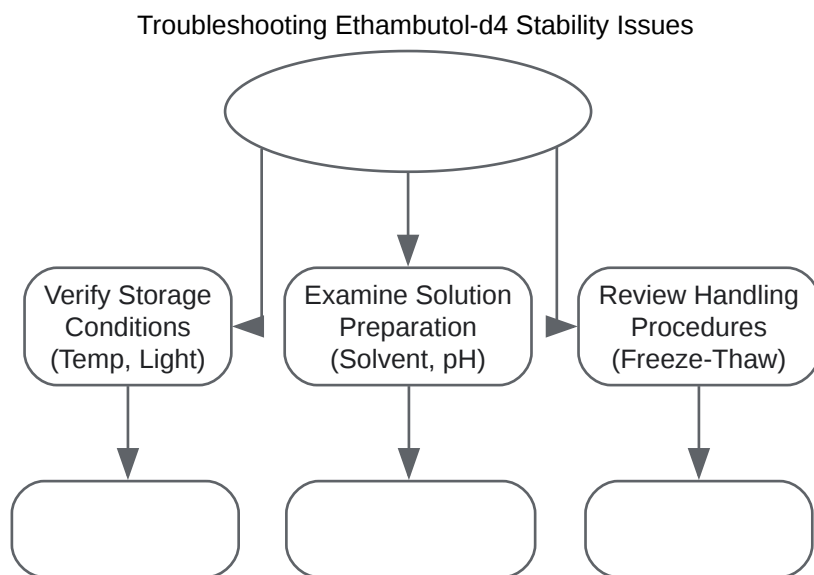 Troubleshooting Ethambutol-d4 Stability Issues
Verify Storage
Conditions
(Temp, Light)
Examine Solution
Preparation
(Solvent, pH)
Review Handling
Procedures
(Freeze-Thaw)